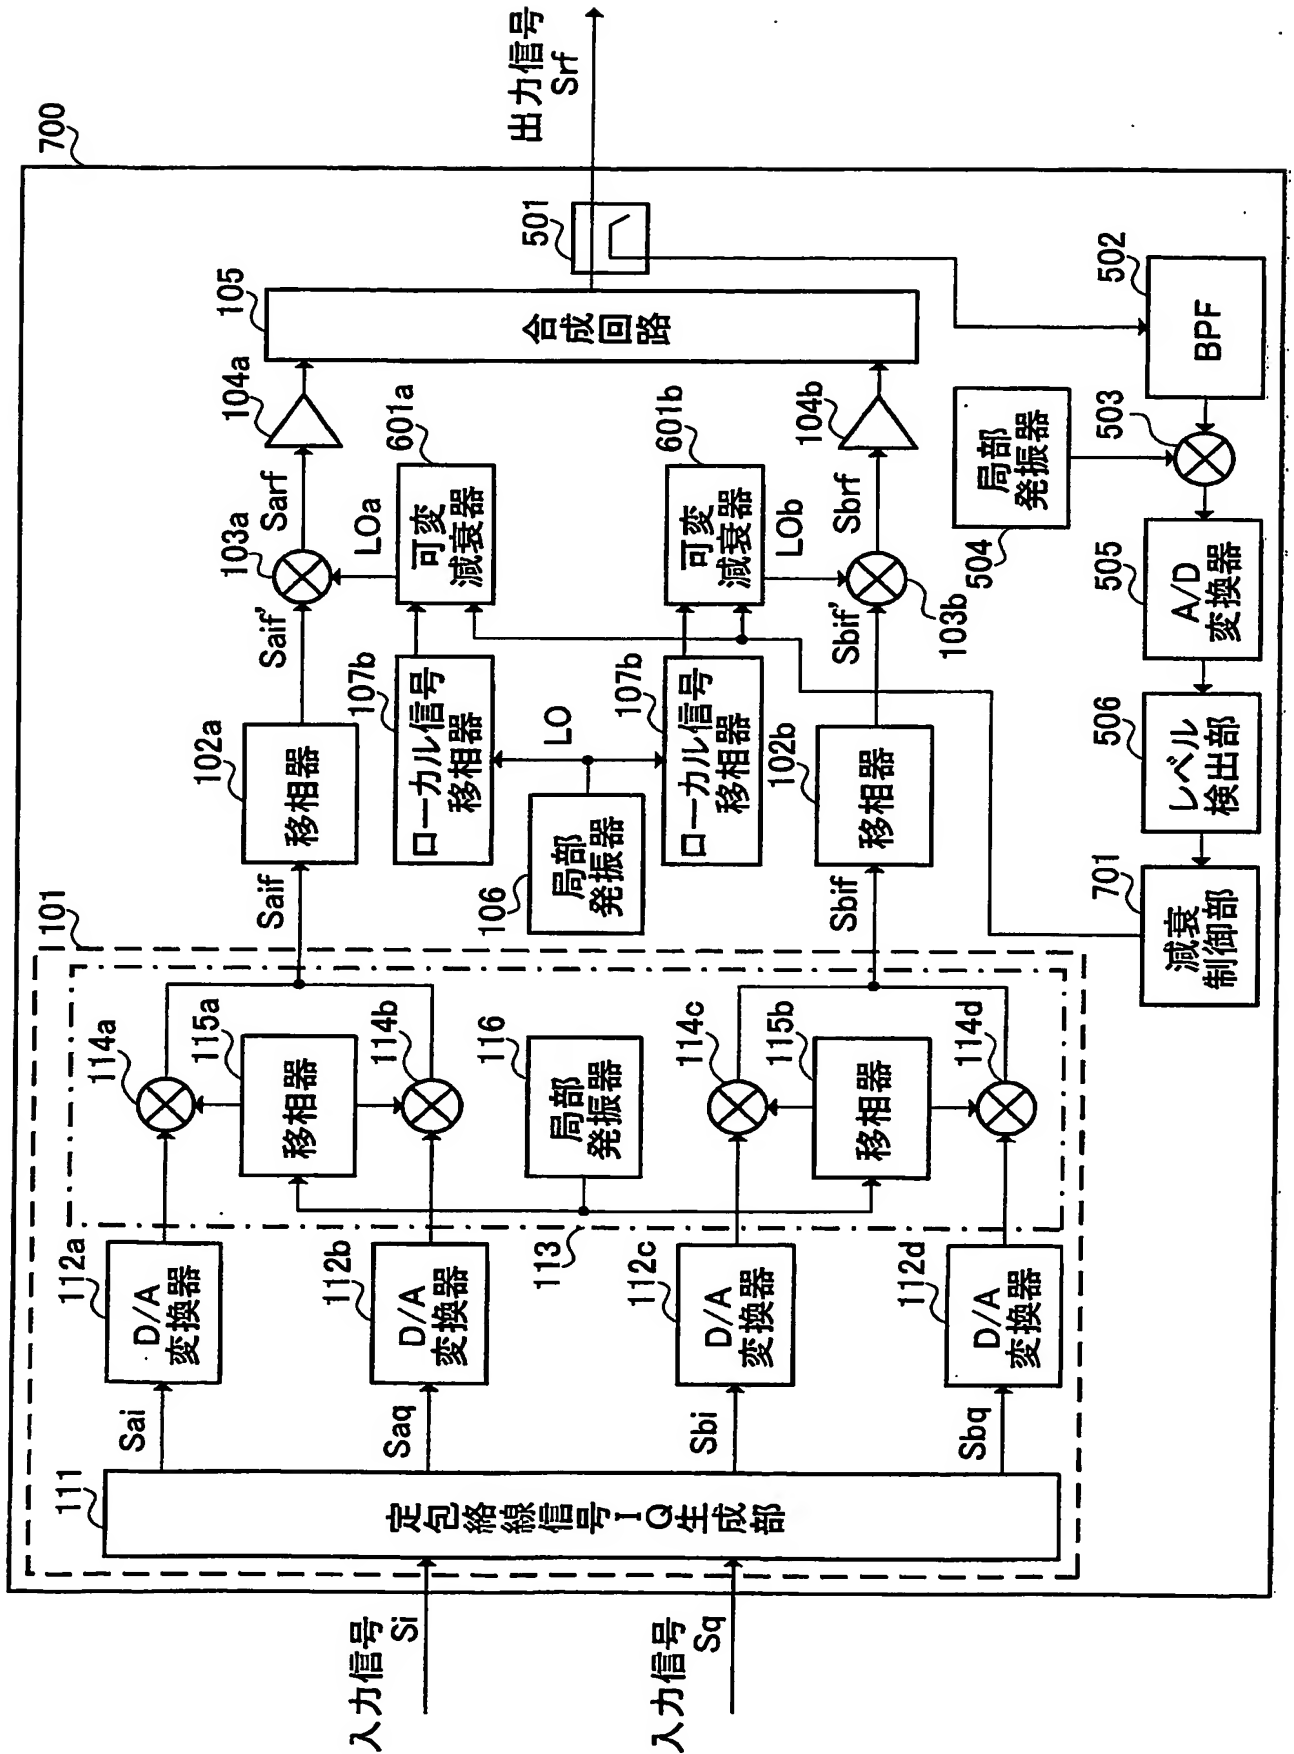 700
1101
111
定包絡線信号IQ生成部
入力信号
Si
入力信号
Sq
Sai
Saq
Sbi
Sbq
112a
D/A
変換器
112b
D/A
変換器
112c
D/A
変換器
112d
D/A
変換器
113
114a
115a
移相器
114b
116
局部
発振器
114c
115b
移相器
114d
Saif
Sbif
102a
移相器
107b
ローカル信号
移相器
106
局部
発振器
LO
107b
ローカル信号
移相器
102b
移相器
Saif'
Sbif'
103a
LOa
601a
可変
減衰器
601b
可変
減衰器
LOb
103b
Sarf
Sbrf
104a
104b
105
合成回路
501
出力信号
Srf
502
BPF
503
504
局部
発振器
505
A/D
変換器
506
レベル
検出部
701
減衰
制御部